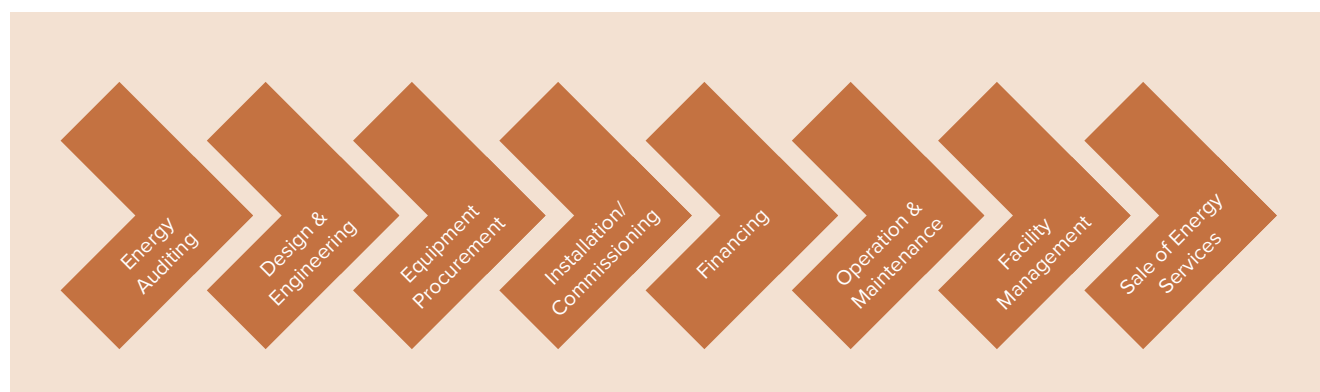 Energy
Auditing
Design &
Engineering
Equipment
Procurement
Installation/
Commissioning
Financing
Operation &
Maintenance
Facility
Management
Sale of Energy
Services